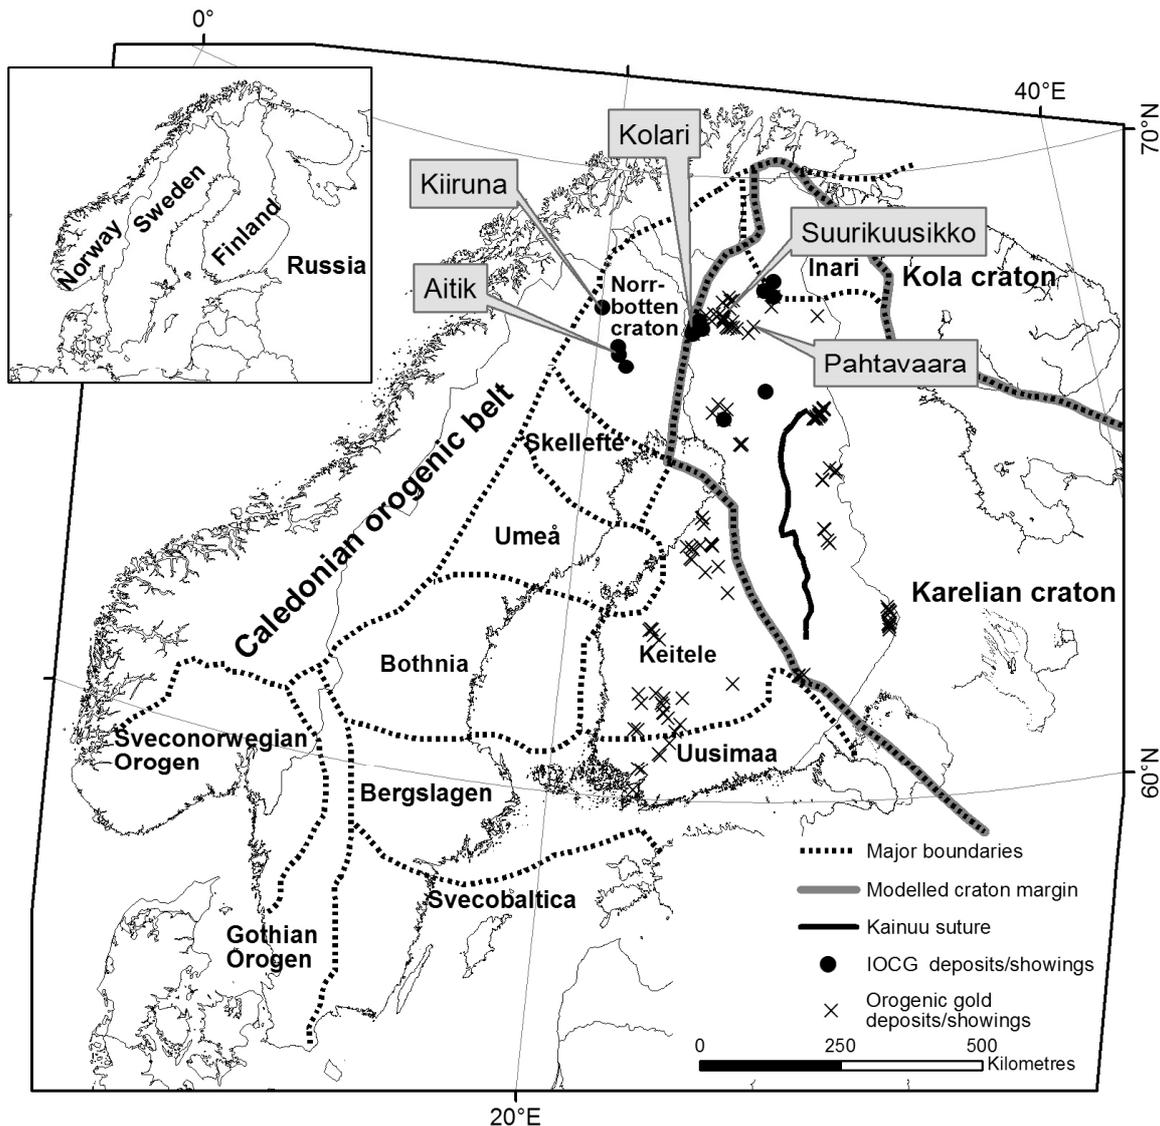 0°
40°E
70°N
Norway
Sweden
Finland
Russia
Kolari
Kiiruna
Suurikuusikko
Aitik
Norr-
botten
craton
Inari
Kola craton
Pahtavaara
Caledonian orogenic belt
Skellefte
Umeå
Karelian craton
Bothnia
Keitele
Sveconorwegian
Orogen
Uusimaa
60°N
Bergslagen
Svecobaltica
Gothian
Orogen
Major boundaries
Modelled craton margin
Kainuu suture
IOCG deposits/showings
Orogenic gold
deposits/showings
0 250 500
Kilometres
20°E